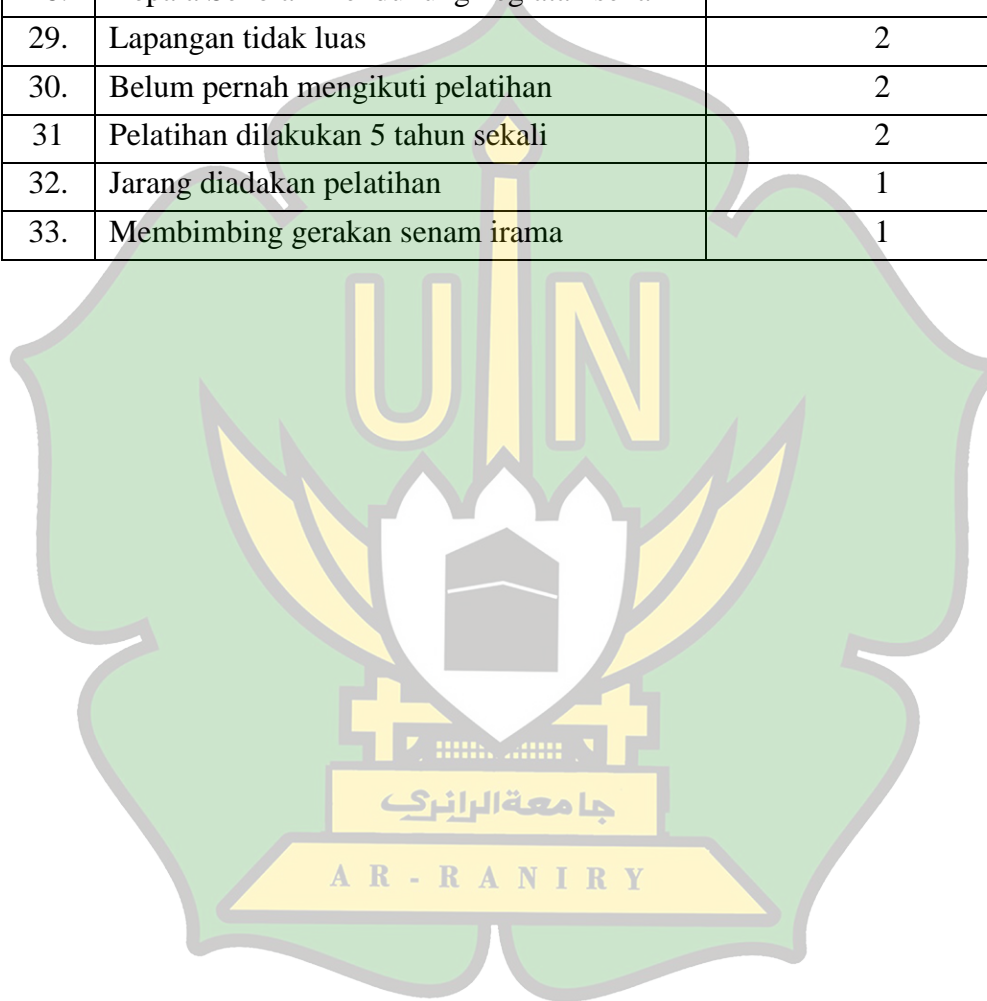 29. Lapangan tidak luas 2
30. Belum pernah mengikuti pelatihan 2
31 Pelatihan dilakukan 5 tahun sekali 2
32. Jarang diadakan pelatihan 1
33. Membimbing gerakan senam irama 1
UIN
جامعة الرانري
AR-RANIRY